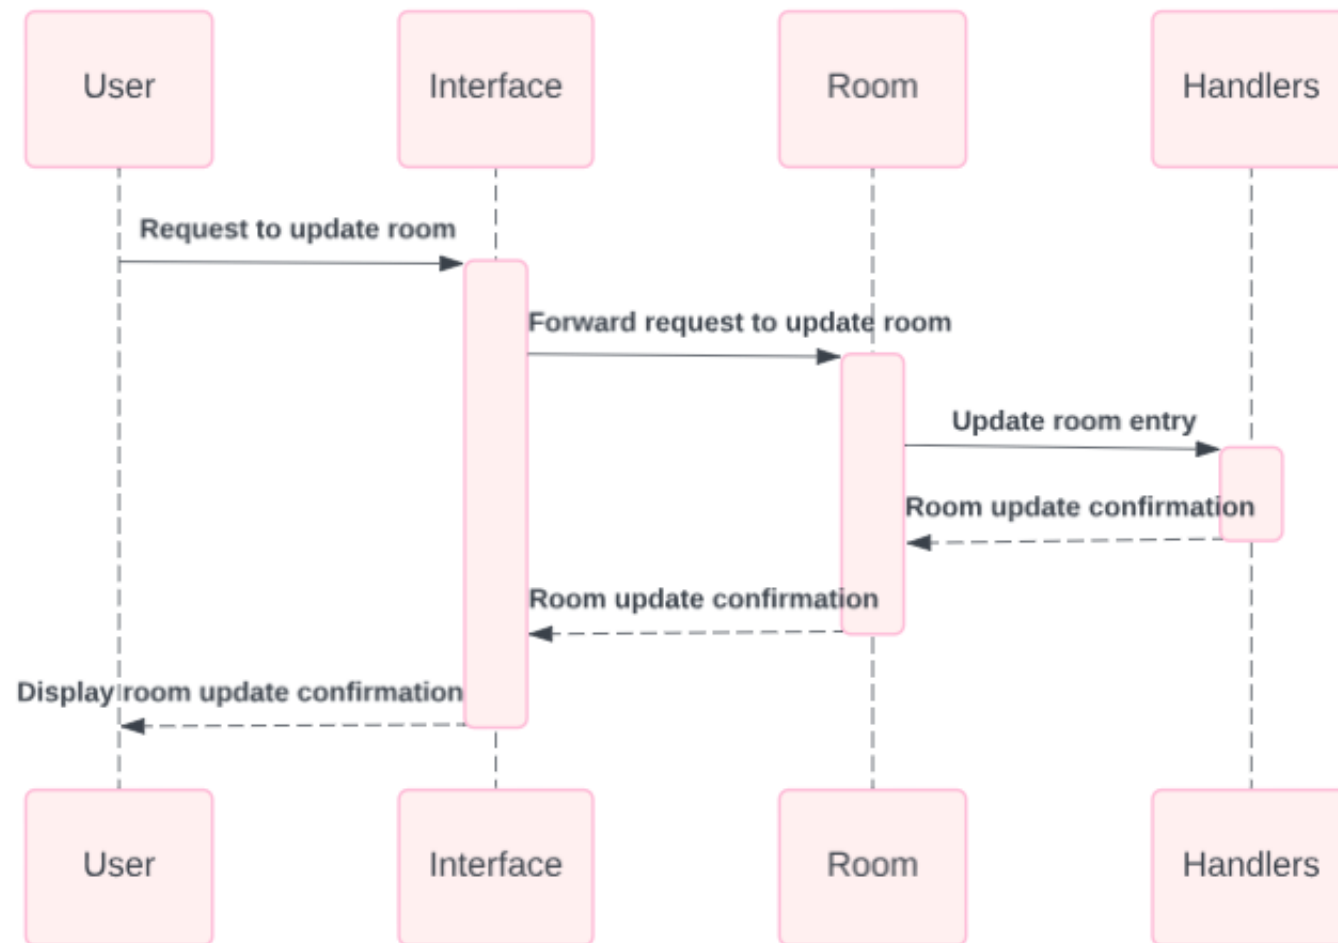 User
Interface
Room
Handlers
Request to update room
Forward request to update room
Update room entry
Room update confirmation
Room update confirmation
Display room update confirmation
User
Interface
Room
Handlers